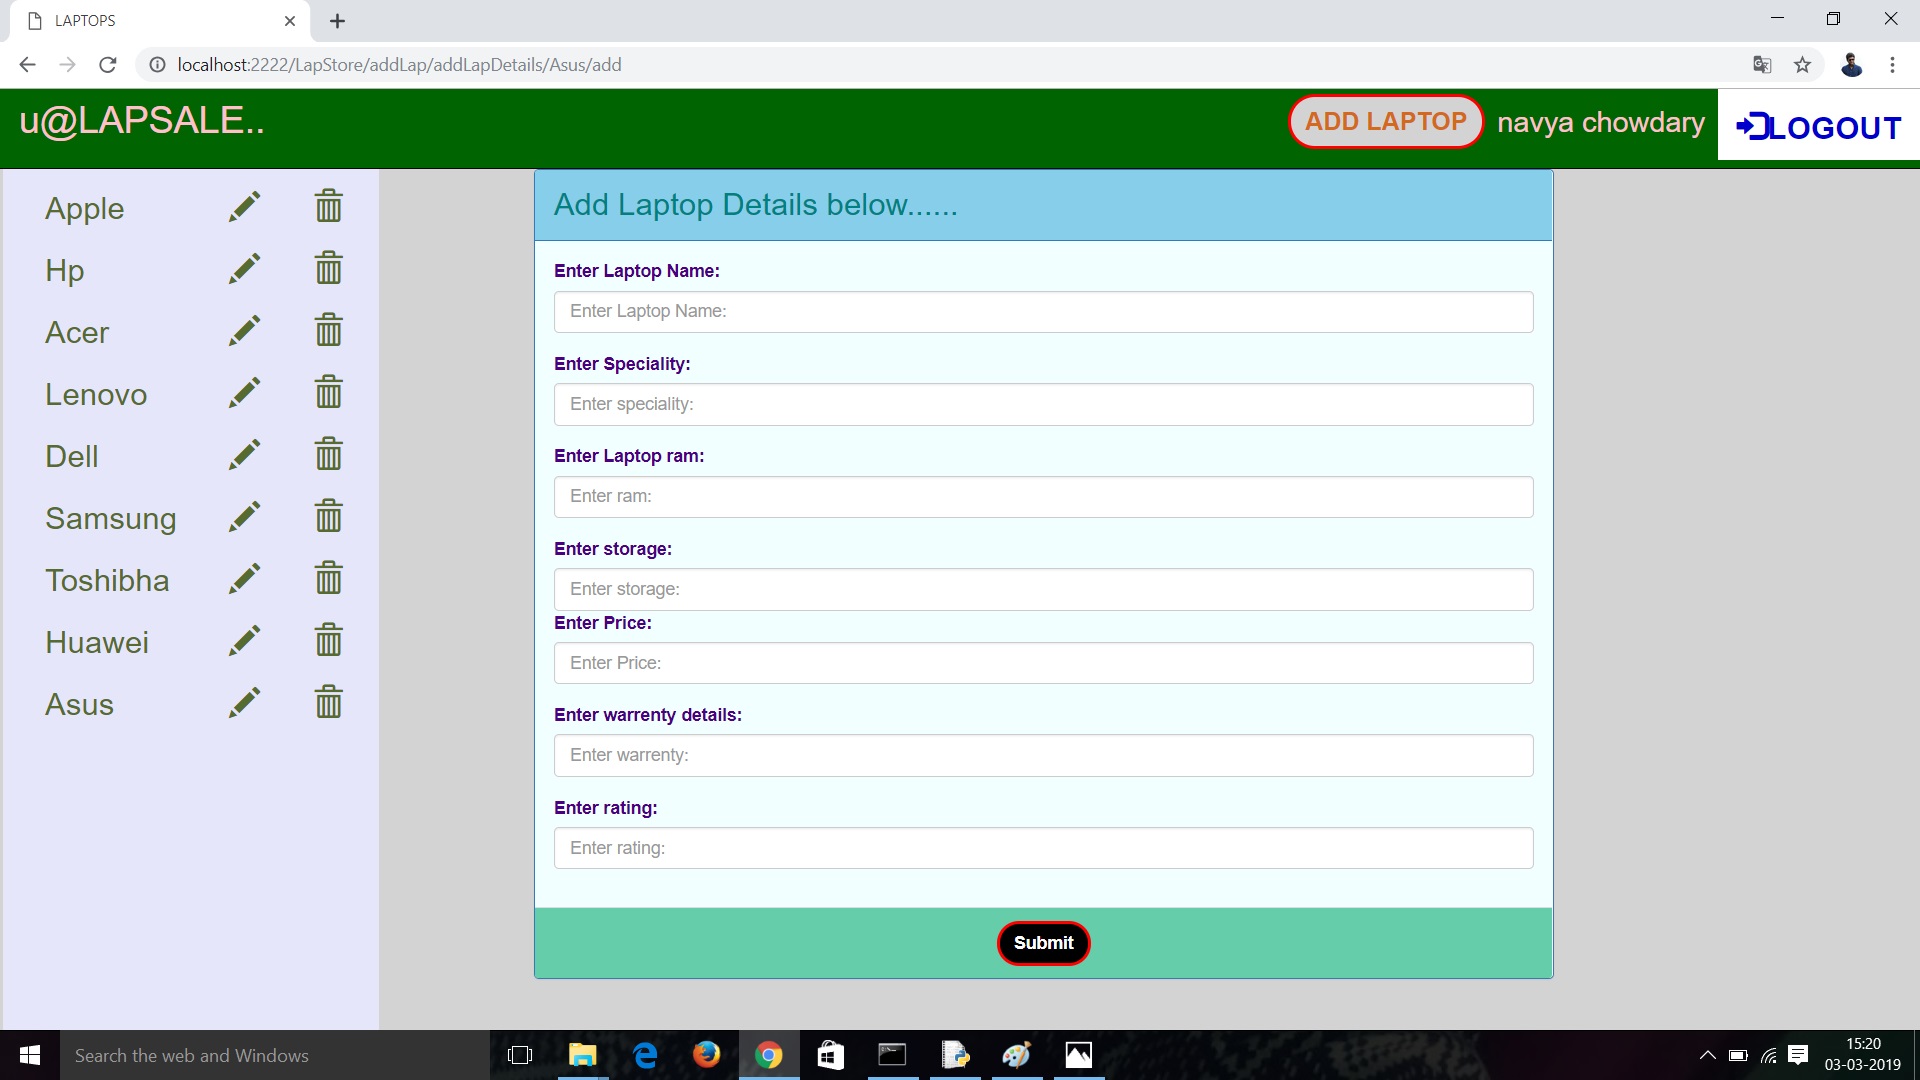 LAPTOPS
localhost:2222/LapStore/addLap/addLapDetails/Asus/add
u@LAPSALE..
ADD LAPTOP
navya chowdary
LOGOUT
Apple
Hp
Acer
Lenovo
Dell
Samsung
Toshibha
Huawei
Asus
Add Laptop Details below......
Enter Laptop Name:
Enter Laptop Name:
Enter Speciality:
Enter speciality:
Enter Laptop ram:
Enter ram:
Enter storage:
Enter storage:
Enter Price:
Enter Price:
Enter warrenty details:
Enter warrenty:
Enter rating:
Enter rating:
Submit
Search the web and Windows
15:20
03-03-2019